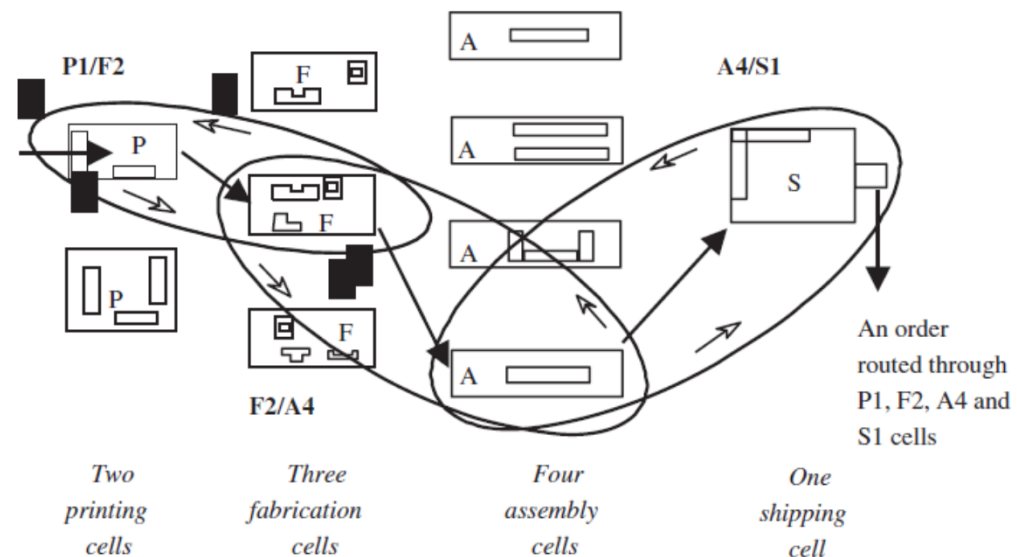 P1/F2
A4/S1
F
A
P
A
F
S
P
A
F
A
F2/A4
An order
routed through
P1, F2, A4 and
S1 cells
Two
printing
cells
Three
fabrication
cells
Four
assembly
cells
One
shipping
cell